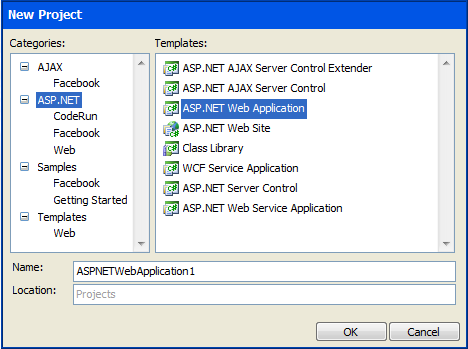 New Project
Categories:
AJAX
Facebook
ASP.NET
CodeRun
Facebook
Web
Samples
Facebook
Getting Started
Templates
Web
Templates:
ASP.NET AJAX Server Control Extender
ASP.NET AJAX Server Control
ASP.NET Web Application
ASP.NET Web Site
Class Library
WCF Service Application
ASP.NET Server Control
ASP.NET Web Service Application
Name: ASPNETWebApplication1
Location: Projects
OK Cancel